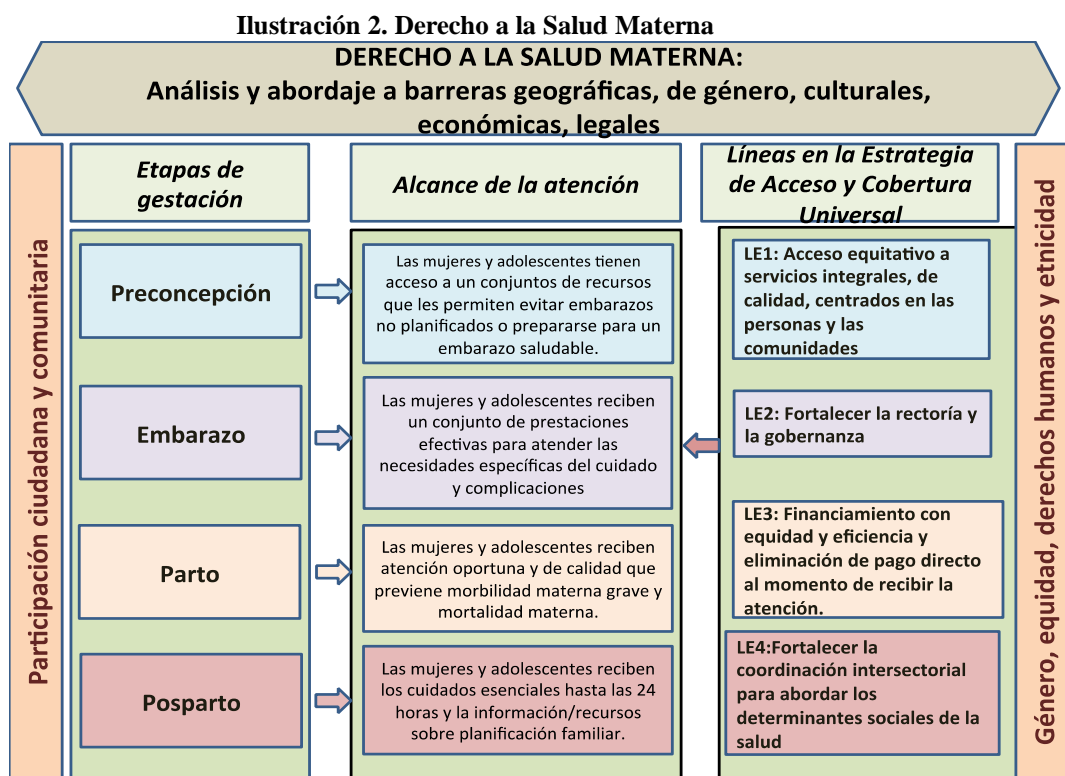 Ilustración 2. Derecho a la Salud Materna
DERECHO A LA SALUD MATERNA:
Análisis y abordaje a barreras geográficas, de género, culturales,
económicas, legales
Participación ciudadana y comunitaria
Etapas de
gestación
Preconcepción
Embarazo
Parto
Posparto
Alcance de la atención
Las mujeres y adolescentes tienen
acceso a un conjuntos de recursos
que les permiten evitar embarazos
no planificados o prepararse para un
embarazo saludable.
Las mujeres y adolescentes reciben
un conjunto de prestaciones
efectivas para atender las
necesidades específicas del cuidado
y complicaciones
Las mujeres y adolescentes reciben
atención oportuna y de calidad que
previene morbilidad materna grave y
mortalidad materna.
Las mujeres y adolescentes reciben
los cuidados esenciales hasta las 24
horas y la información/recursos
sobre planificación familiar.
Líneas en la Estrategia
de Acceso y Cobertura
Universal
LE1: Acceso equitativo a
servicios integrales, de
calidad, centrados en las
personas y las
comunidades
LE2: Fortalecer la rectoría y
la gobernanza
LE3: Financiamiento con
equidad y eficiencia y
eliminación de pago directo
al momento de recibir la
atención.
LE4:Fortalecer la
coordinación intersectorial
para abordar los
determinantes sociales de la
salud
Género, equidad, derechos humanos y etnicidad